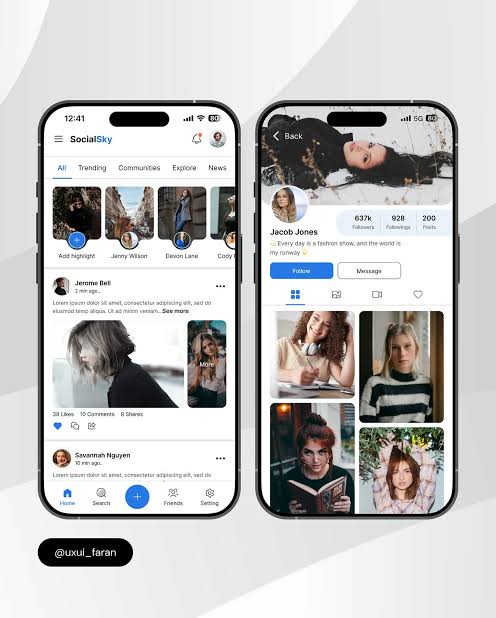 12:41
80
SocialSky
All Trending Communities Explore News
Add highlight Jenny Wilson Devon Lane Cody
Jerome Bell
2 min ago..
Lorem ipsum dolor sit amet, consectetur adipiscing elit, sed do
eiusmod tempor aliqua. Ut ad minim veniam...See more
More
38 Likes 10 Comments 8 Shares
Savannah Nguyen
10 min ago..
Lorem ipsum dolor sit amet, consectetur adipiscing elit, sed
Home Search Friends Setting
9:41
5G 80
Back
637k 928 200
Followers Followings Posts
Jacob Jones
Every day is a fashion show, and the world is
my runway
Follow Message
@uxui_faran